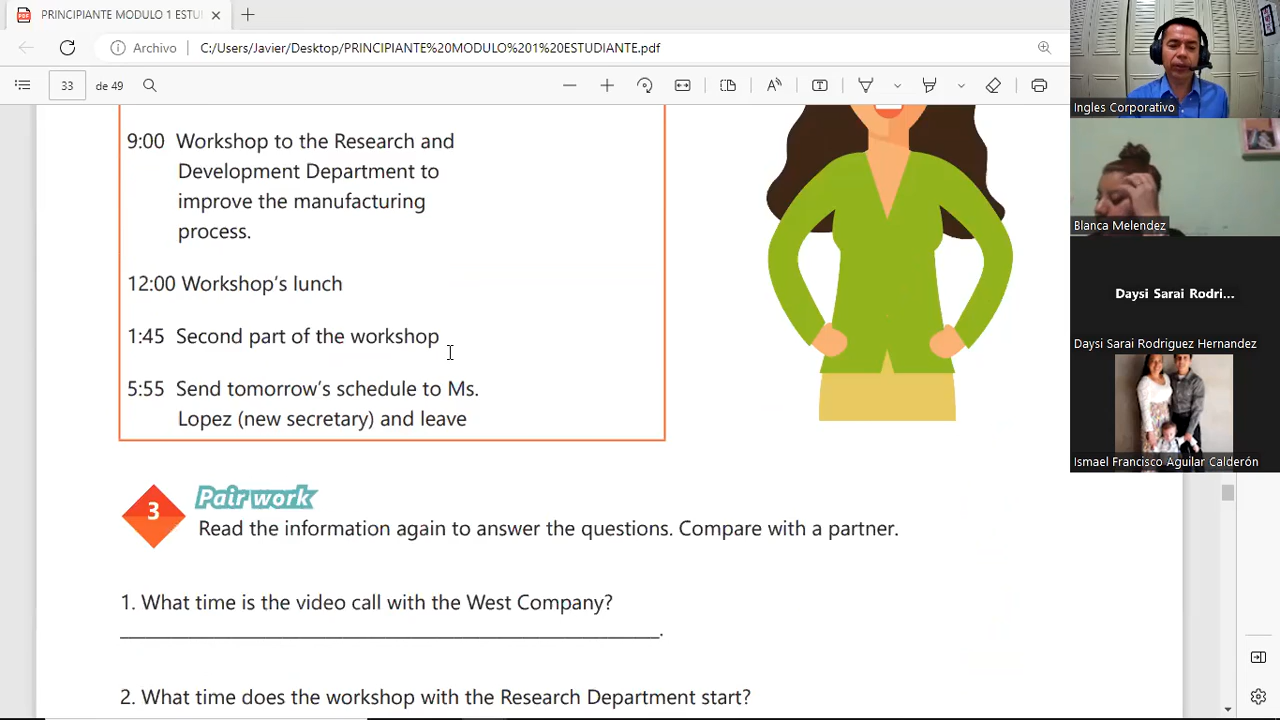 PRINCIPIANTE MODULO 1 ESTU
Archivo
C:/Users/Javier/Desktop/PRINCIPIANTE%20MODULO%201%20ESTUDIANTE.pdf
33
de 49
9:00 Workshop to the Research and
Development Department to
improve the manufacturing
process.
12:00 Workshop's lunch
1:45 Second part of the workshop
5:55 Send tomorrow's schedule to Ms.
Lopez (new secretary) and leave
3
Pair work
Read the information again to answer the questions. Compare with a partner.
1. What time is the video call with the West Company?
2. What time does the workshop with the Research Department start?
Ingles Corporativo
Blanca Melendez
Daysi Sarai Rodri...
Daysi Sarai Rodriguez Hernandez
Ismael Francisco Aguilar Calderón